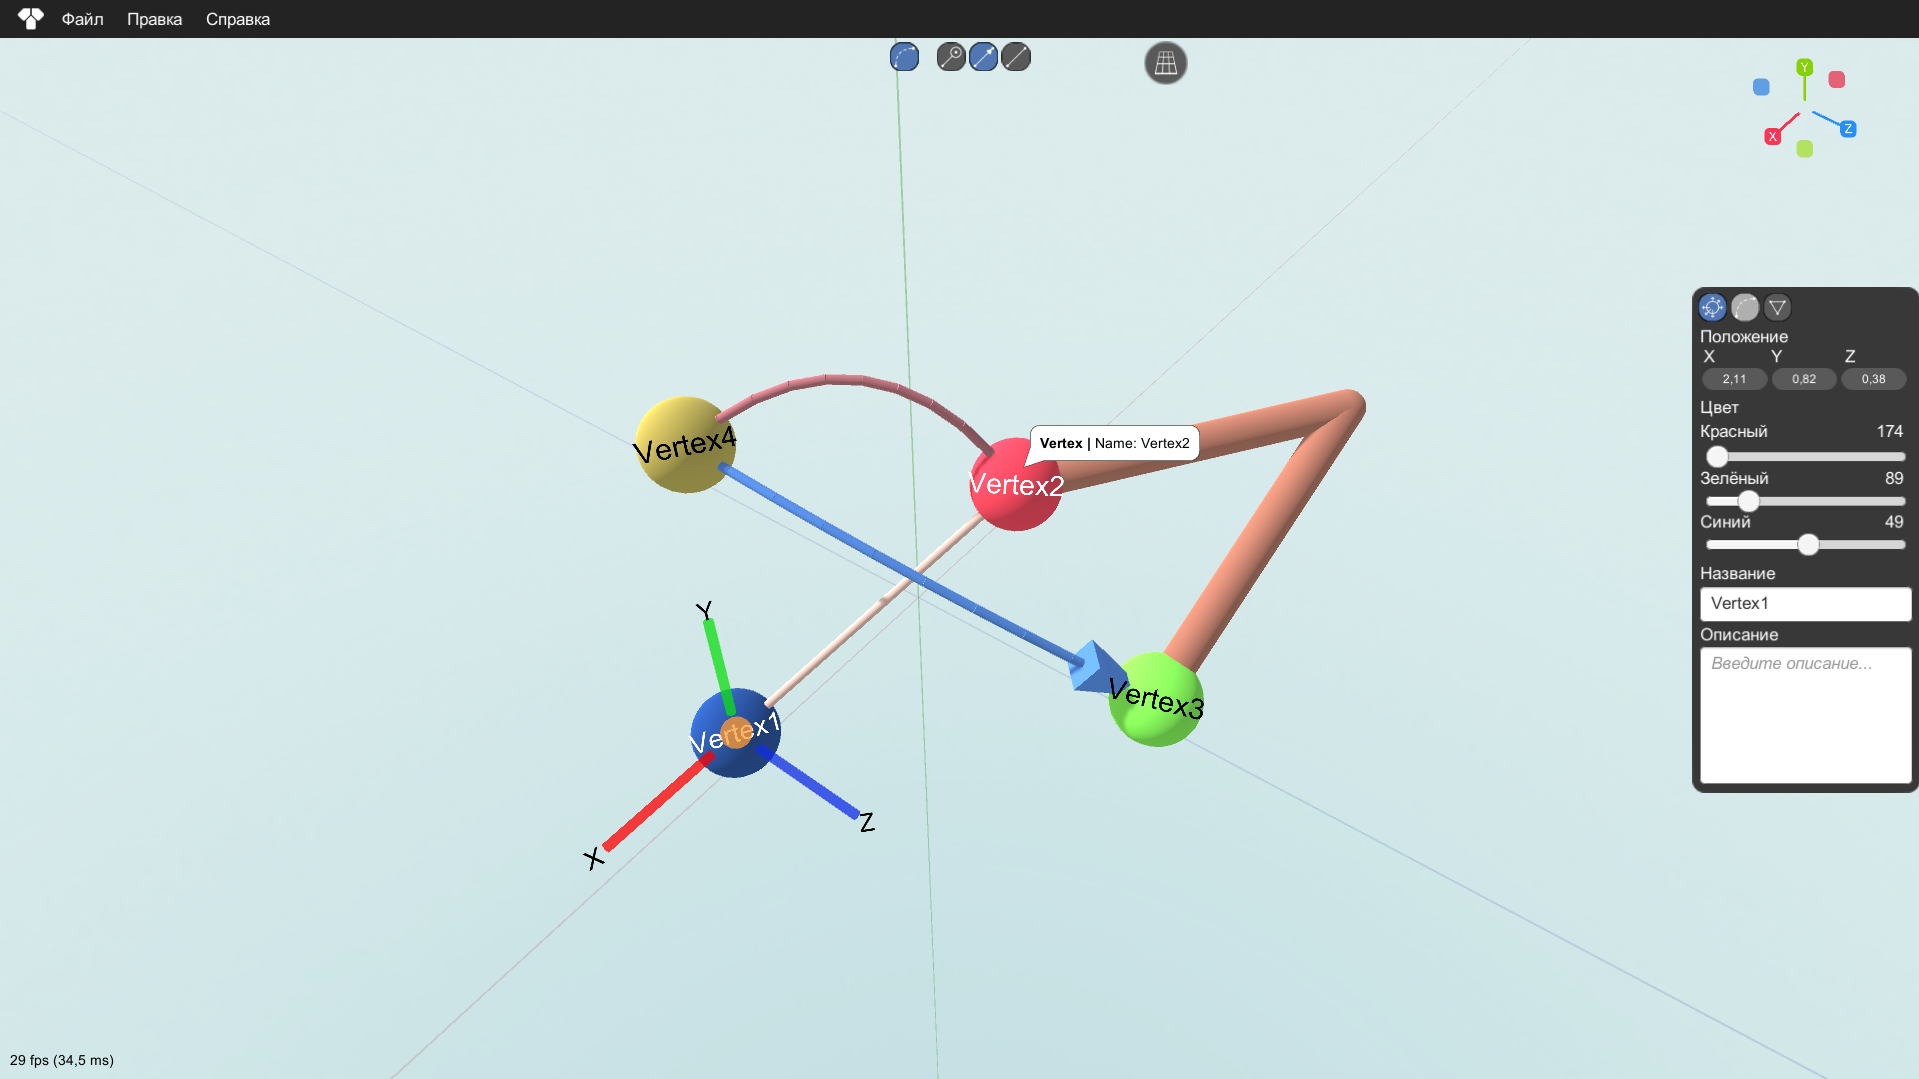 Файл Правка Справка
Y
X
Z
Vertex4
Vertex | Name: Vertex2
Vertex2
Vertex3
Y
Vertex1
Z
X
Положение
X Y Z
2,11 0,82 0,38
Цвет
Красный 174
Зелёный 89
Синий 49
Название
Vertex1
Описание
Введите описание...
29 fps (34,5 ms)